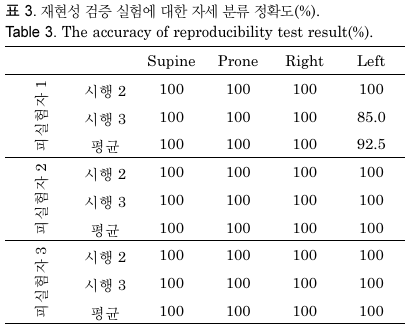 표 3. 재현성 검증 실험에 대한 자세 분류 정확도(%).
Table 3. The accuracy of reproducibility test result(%).
Supine Prone Right Left
피실험자 1
시행 2 100 100 100 100
시행 3 100 100 100 85.0
평균 100 100 100 92.5
피실험자 2
시행 2 100 100 100 100
시행 3 100 100 100 100
평균 100 100 100 100
피실험자 3
시행 2 100 100 100 100
시행 3 100 100 100 100
평균 100 100 100 100